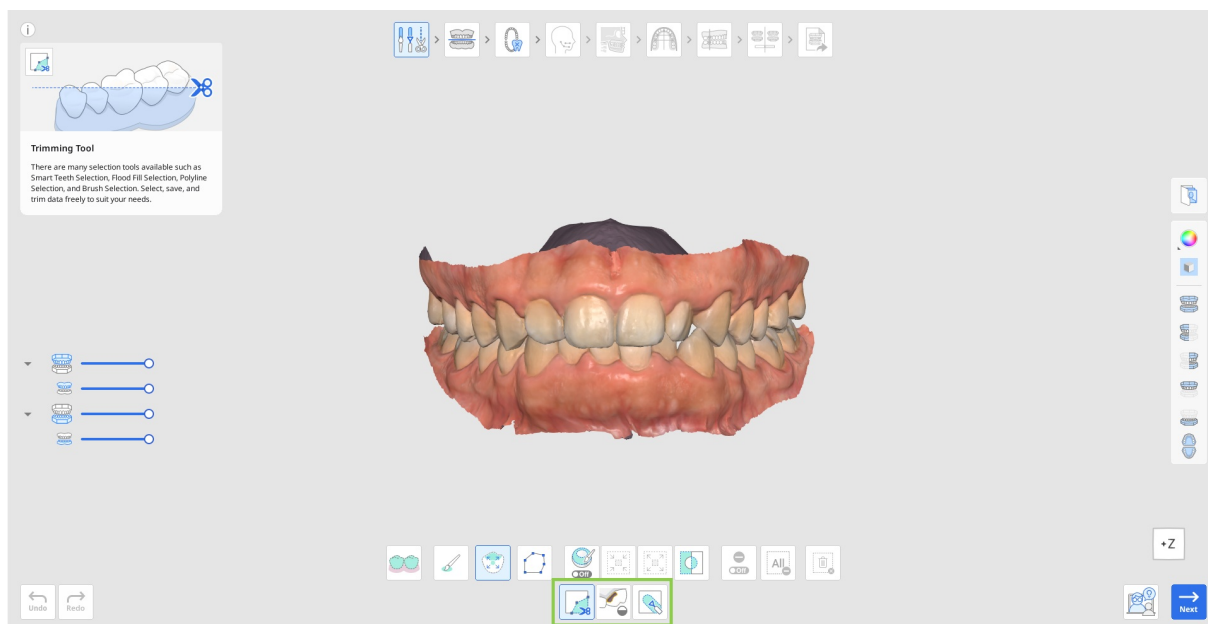 i
Trimming Tool
There are many selection tools available such as
Smart Teeth Selection, Flood Fill Selection, Polyline
Selection, and Brush Selection. Select, save, and
trim data freely to suit your needs.
+Z
Off
Off
All
Undo
Redo
Next